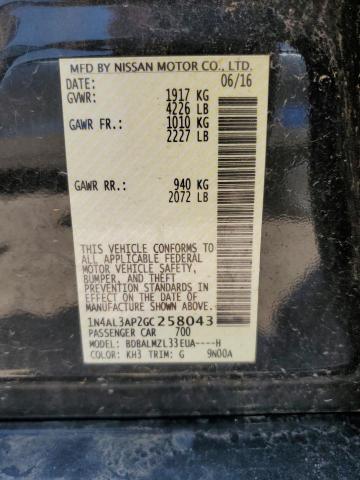 MFD BY NISSAN MOTOR CO., LTD.
DATE: 06/16
GVWR: 1917 KG
4226 LB
GAWR FR.: 1010 KG
2227 LB
GAWR RR.: 940 KG
2072 LB
THIS VEHICLE CONFORMS TO
ALL APPLICABLE FEDERAL
MOTOR VEHICLE SAFETY,
BUMPER, AND THEFT
PREVENTION STANDARDS IN
EFFECT ON THE DATE OF
MANUFACTURE SHOWN ABOVE.
1N4AL3AP2GC258043
PASSENGER CAR 700
MODEL: BDBALMZL33EUA----H
COLOR: KH3 TRIM: G 9N00A